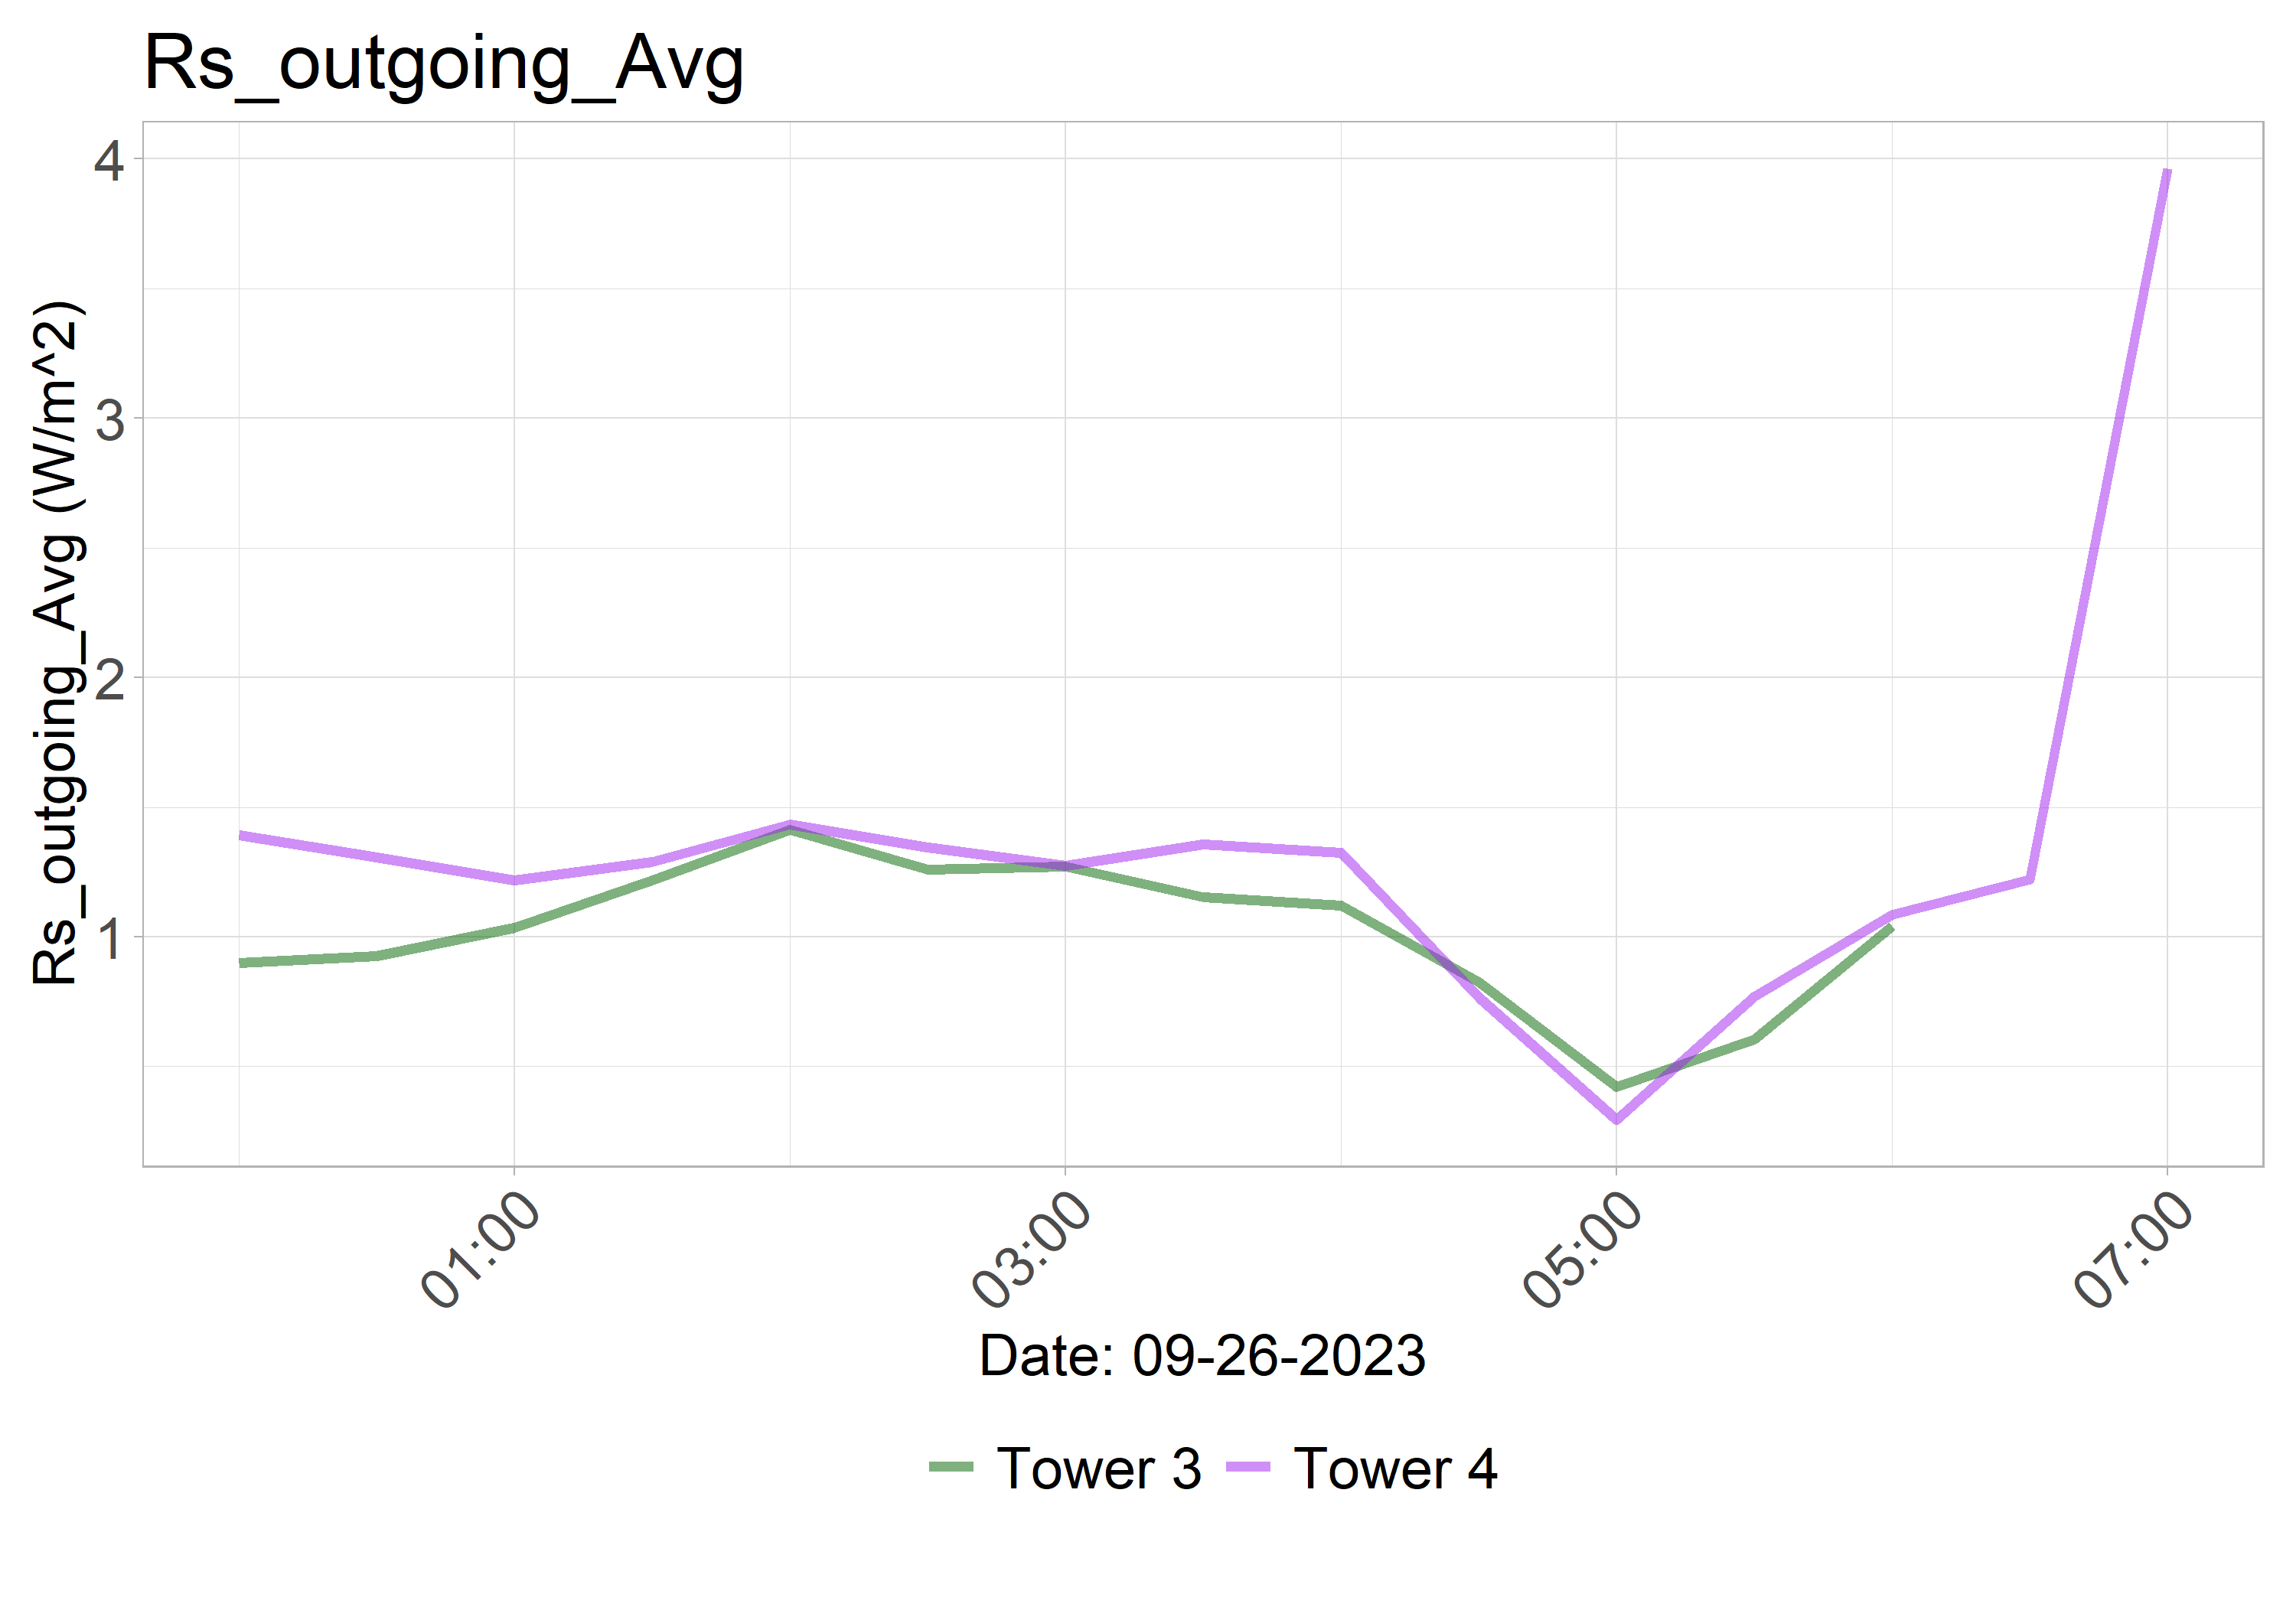 Rs_outgoing_Avg
Rs_outgoing_Avg (W/m^2)
4
3
2
1
01:00
03:00
05:00
07:00
Date: 09-26-2023
Tower 3
Tower 4